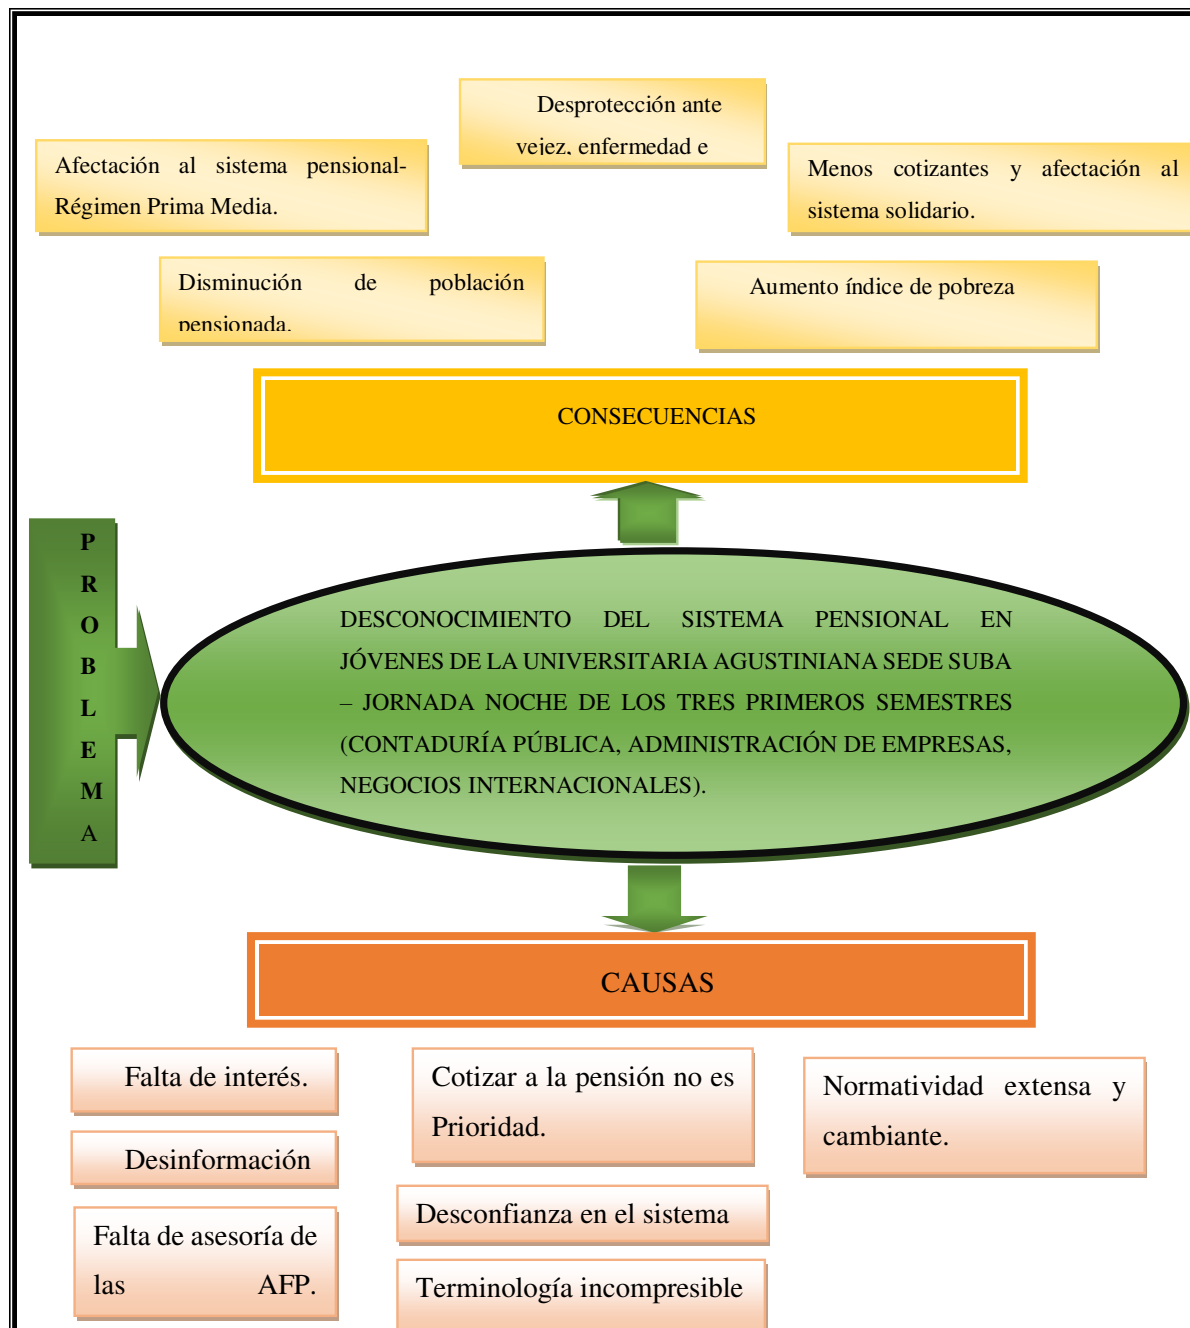 Desprotección ante
vejez, enfermedad e
Afectación al sistema pensional-
Régimen Prima Media.
Menos cotizantes y afectación al
sistema solidario.
Disminución de población
pensionada.
Aumento índice de pobreza
CONSECUENCIAS
P
R
O
B
L
E
M
A
DESCONOCIMIENTO DEL SISTEMA PENSIONAL EN
JÓVENES DE LA UNIVERSITARIA AGUSTINIANA SEDE SUBA
– JORNADA NOCHE DE LOS TRES PRIMEROS SEMESTRES
(CONTADURÍA PÚBLICA, ADMINISTRACIÓN DE EMPRESAS,
NEGOCIOS INTERNACIONALES).
CAUSAS
Falta de interés.
Desinformación
Falta de asesoría de
las AFP.
Cotizar a la pensión no es
Prioridad.
Desconfianza en el sistema
Terminología incompresible
Normatividad extensa y
cambiante.